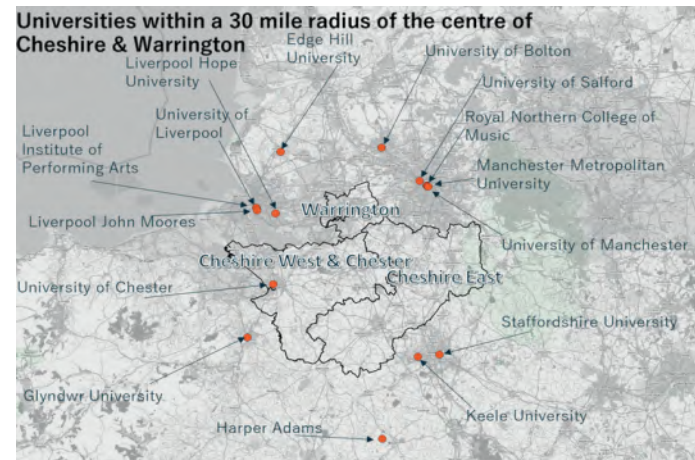 Universities within a 30 mile radius of the centre of
Cheshire & Warrington
Edge Hill
University
University of Bolton
Liverpool Hope
University
University of Salford
Royal Northern College of
Music
University of
Liverpool
Liverpool
Institute of
Performing Arts
Manchester Metropolitan
University
Warrington
Liverpool John Moores
University of Manchester
Cheshire West & Chester
Cheshire East
University of Chester
Staffordshire University
Glyndwr University
Keele University
Harper Adams